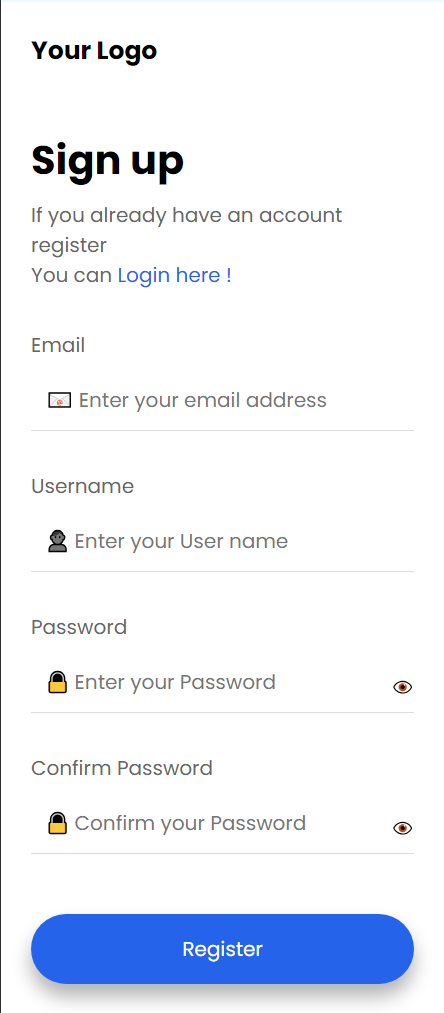 Your Logo
Sign up
If you already have an account
register
You can Login here !
Email
Enter your email address
Username
Enter your User name
Password
Enter your Password
Confirm Password
Confirm your Password
Register